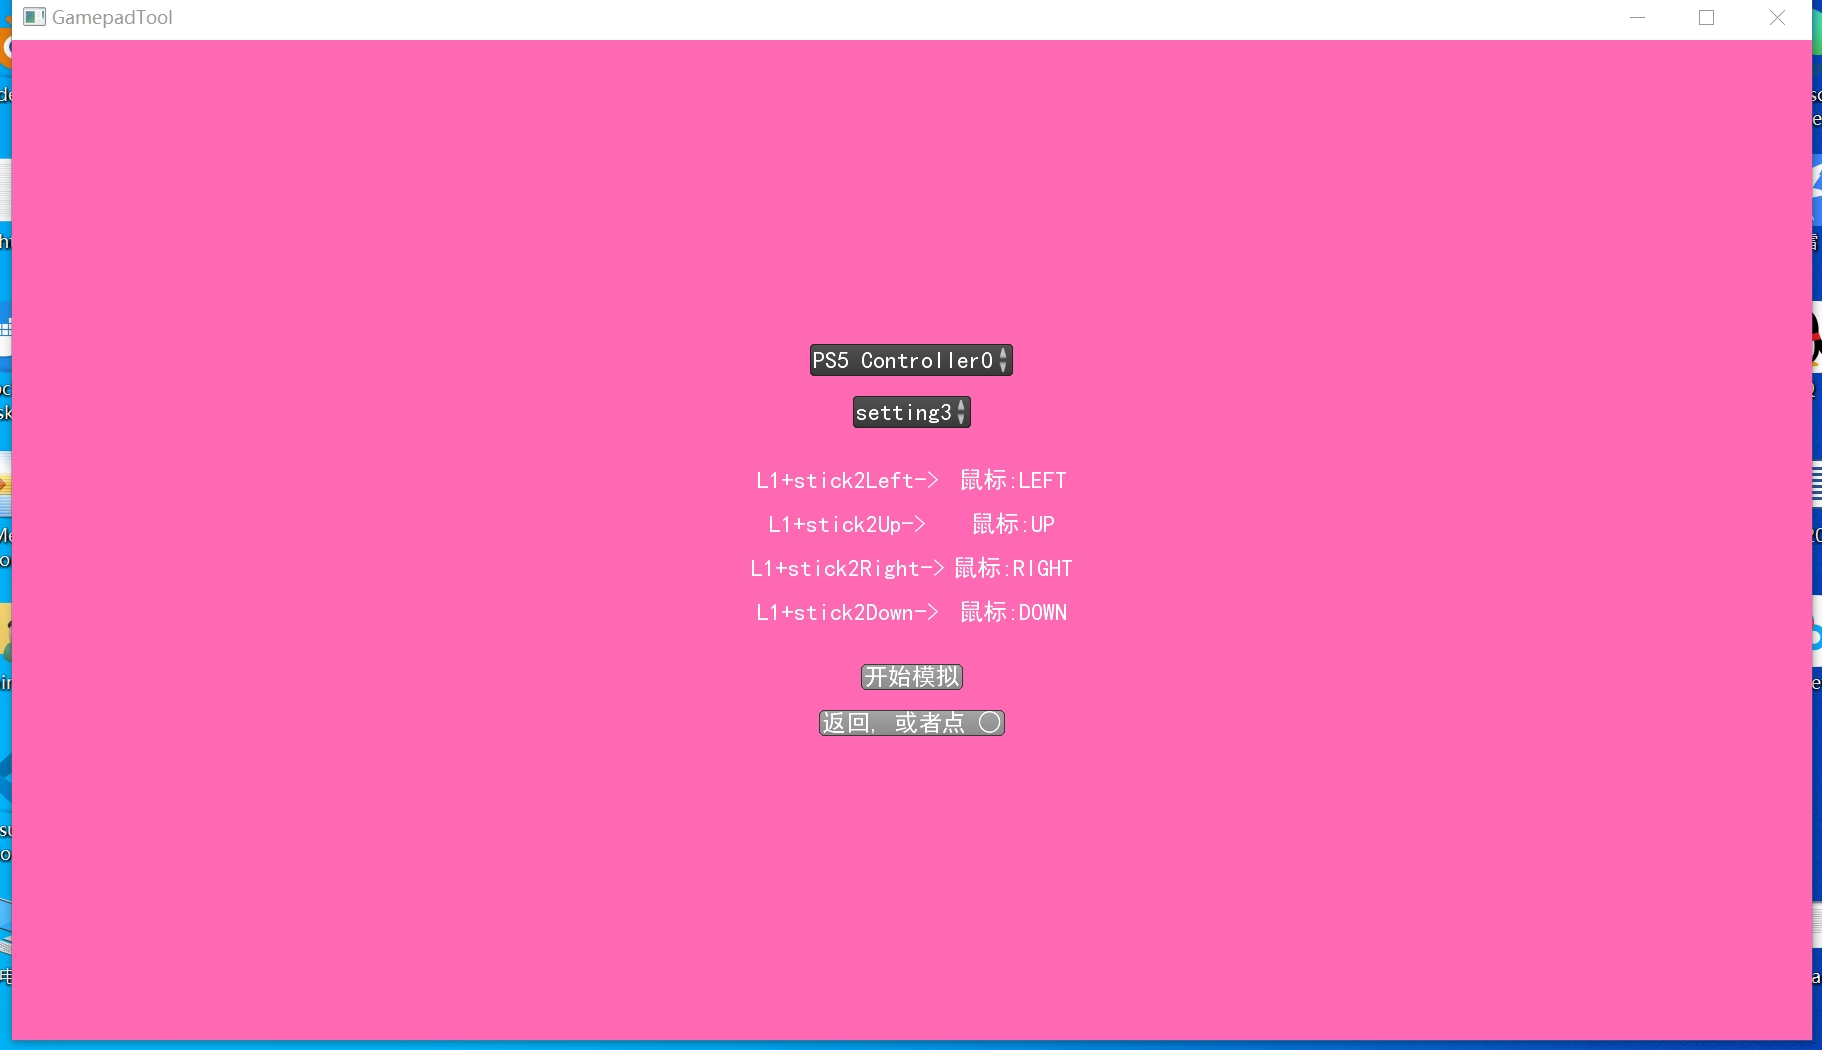 GamepadTool
PS5 Controller0
setting3
L1+stick2Left-> 鼠标:LEFT
L1+stick2Up-> 鼠标:UP
L1+stick2Right-> 鼠标:RIGHT
L1+stick2Down-> 鼠标:DOWN
开始模拟
返回, 或者点 〇